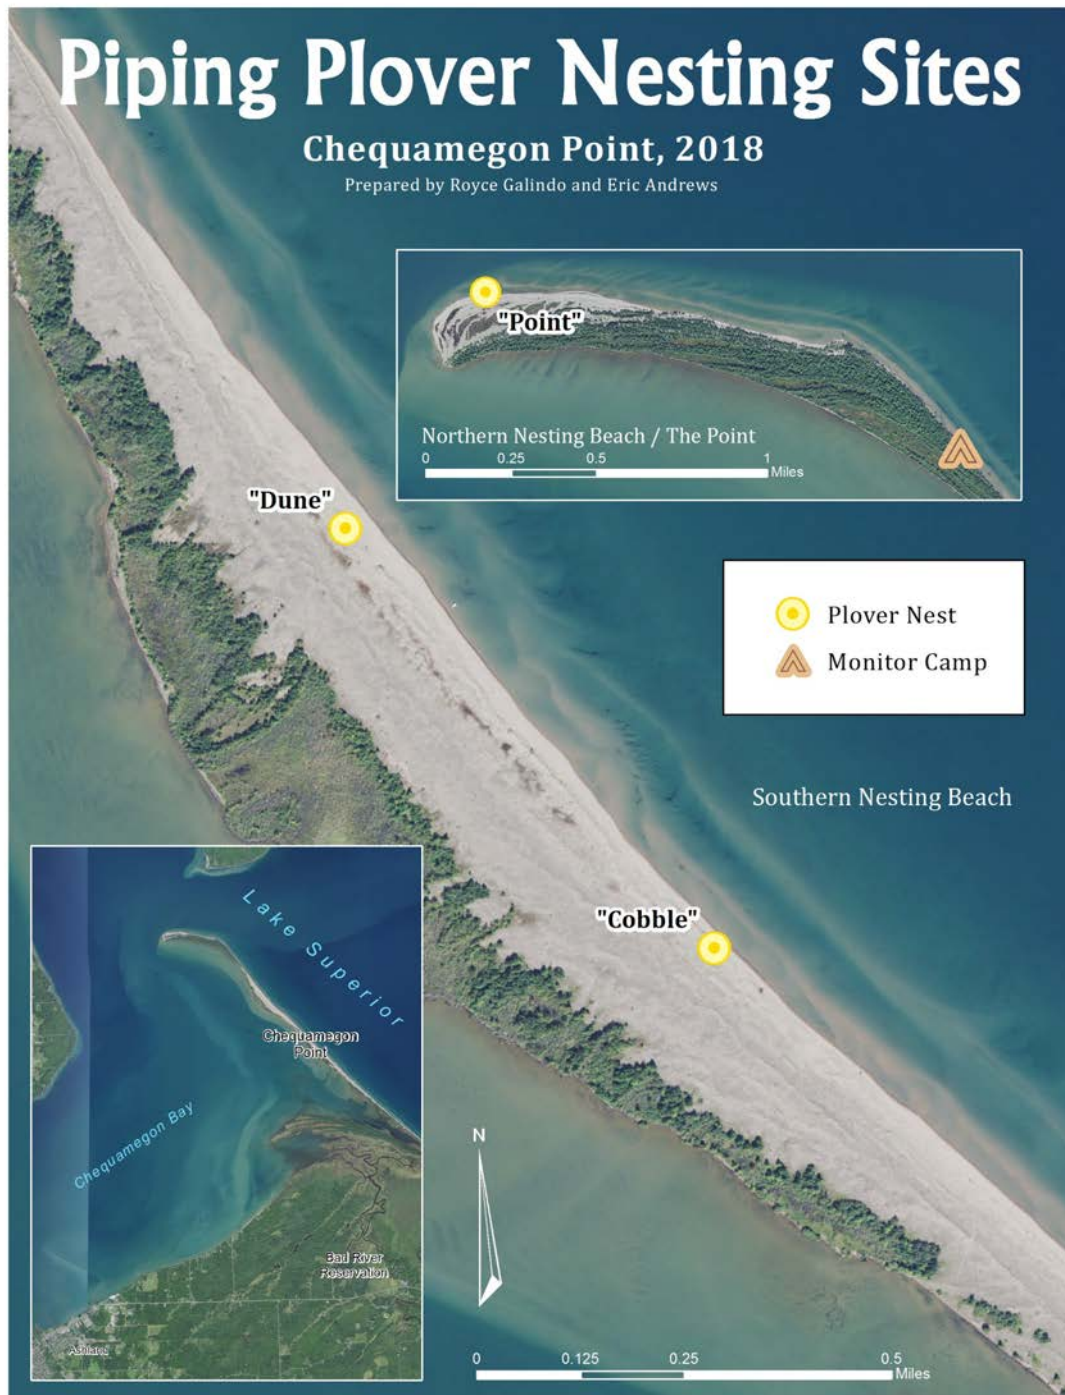 Piping Plover Nesting Sites
Chequamegon Point, 2018
Prepared by Royce Galindo and Eric Andrews
"Point"
Northern Nesting Beach / The Point
0 0.25 0.5 1
Miles
"Dune"
Plover Nest
Monitor Camp
Southern Nesting Beach
"Cobble"
Lake Superior
Chequamegon
Point
Chequamegon Bay
Bad River
Reservation
Ashland
N
0 0.125 0.25 0.5
Miles